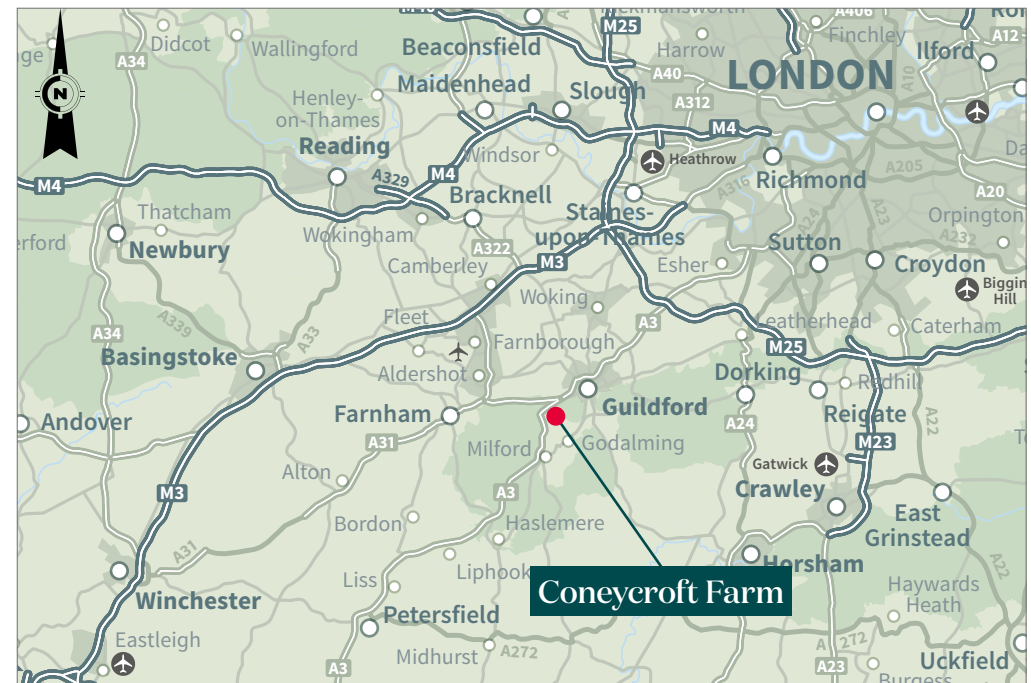 M25
A406
A12
Didcot
Wallingford
Beaconsfield
Harrow
Finchley
Ilford
A34
A40
LONDON
A10
Maidenhead
Slough
A312
Henley-
on-Thames
Reading
M4
Windsor
Heathrow
A205
A329
M4
A316
Richmond
A20
M4
Bracknell
Thatcham
Staines-
upon-Thames
A24
A23
Orpington
Newbury
Wokingham
A322
Sutton
A232
M3
Camberley
Esher
Croydon
Biggin
Hill
Woking
Fleet
A3
Leatherhead
Caterham
A34
A339
A33
Farnborough
M25
Basingstoke
Aldershot
Dorking
Redhill
Andover
Farnham
Guildford
Reigate
A24
A22
A31
Milford
Godalming
M23
Alton
Gatwick
M3
A3
Crawley
Bordon
Haslemere
East
Grinstead
A31
Liss
Liphook
Horsham
A22
Coneycroft Farm
Haywards
Heath
Winchester
Petersfield
Eastleigh
Midhurst
A272
A272
A3
A23
Uckfield
Burgess
N